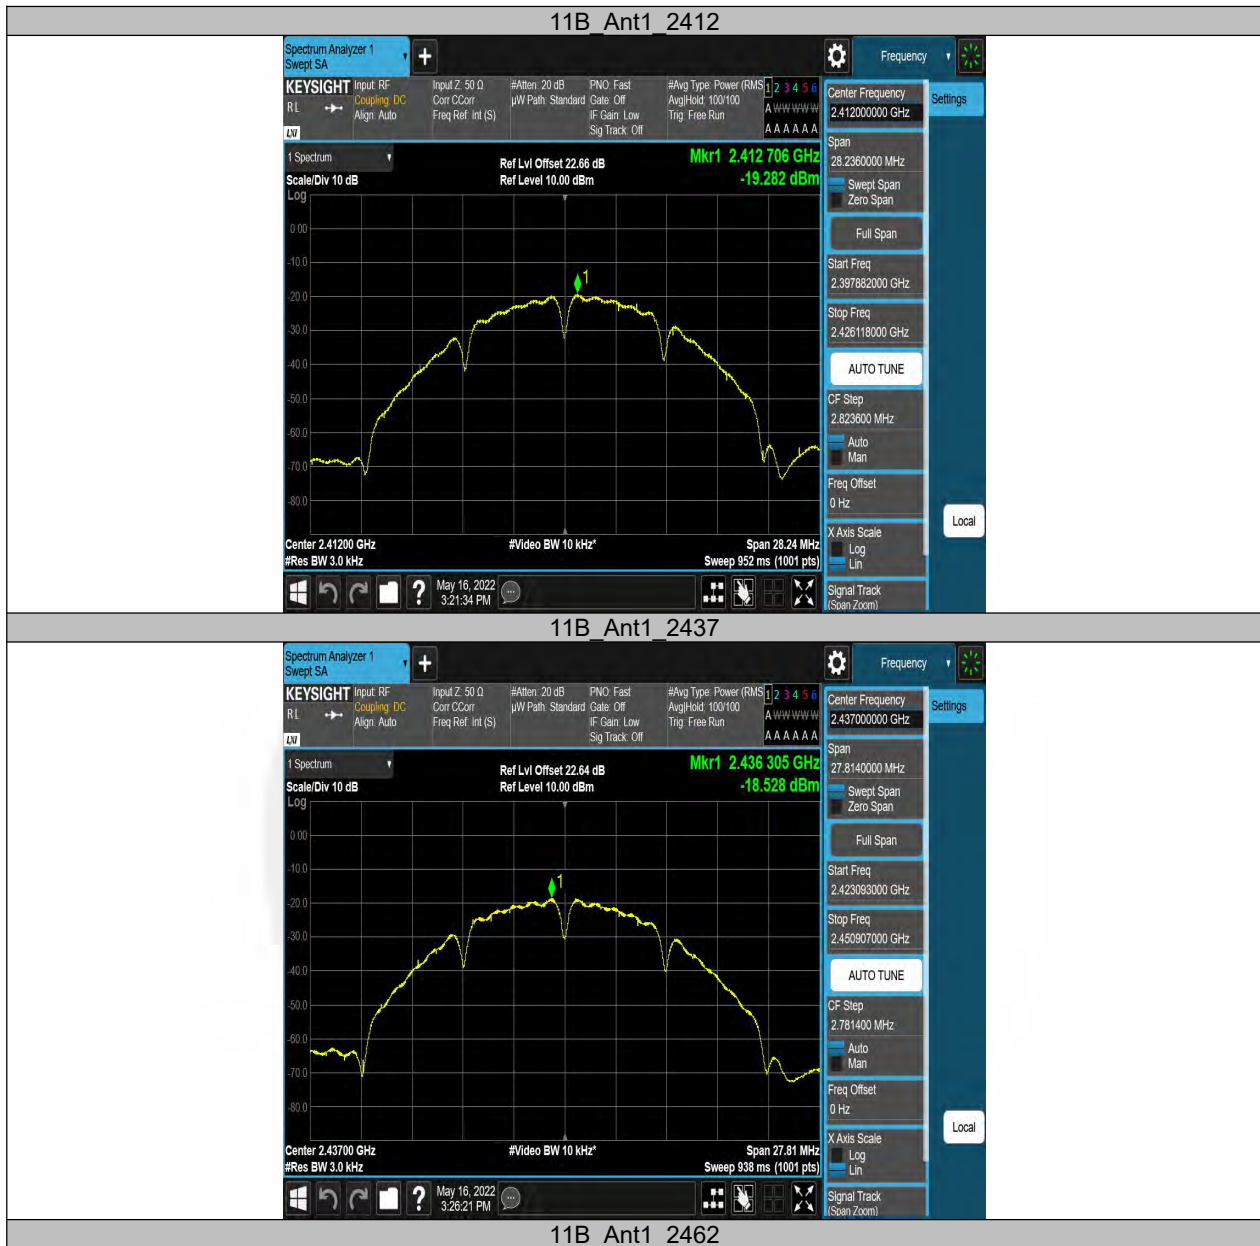 11B_Ant1_2412
Spectrum Analyzer 1
Swept SA
+
Frequency
KEYSIGHT
RL
LXI
Input: RF
Coupling: DC
Align: Auto
Input Z: 50 Ω
Corr CCorr
Freq Ref: Int (S)
#Atten: 20 dB
µW Path: Standard
PNO: Fast
Gate: Off
IF Gain: Low
Sig Track: Off
#Avg Type: Power (RMS
Avg|Hold: 100/100
Trig: Free Run
1 2 3 4 5 6
A W W W W W
A A A A A A
1 Spectrum
Scale/Div 10 dB
Ref Lvl Offset 22.66 dB
Ref Level 10.00 dBm
Mkr1 2.412 706 GHz
-19.282 dBm
Log
0.00
-10.0
-20.0
-30.0
-40.0
-50.0
-60.0
-70.0
-80.0
1
Center 2.41200 GHz
#Res BW 3.0 kHz
#Video BW 10 kHz*
Span 28.24 MHz
Sweep 952 ms (1001 pts)
?
May 16, 2022
3:21:34 PM
Center Frequency
2.412000000 GHz
Settings
Span
28.2360000 MHz
Swept Span
Zero Span
Full Span
Start Freq
2.397882000 GHz
Stop Freq
2.426118000 GHz
AUTO TUNE
CF Step
2.823600 MHz
Auto
Man
Freq Offset
0 Hz
X Axis Scale
Log
Lin
Signal Track
(Span Zoom)
Local
11B_Ant1_2437
Spectrum Analyzer 1
Swept SA
+
Frequency
KEYSIGHT
RL
LXI
Input: RF
Coupling: DC
Align: Auto
Input Z: 50 Ω
Corr CCorr
Freq Ref: Int (S)
#Atten: 20 dB
µW Path: Standard
PNO: Fast
Gate: Off
IF Gain: Low
Sig Track: Off
#Avg Type: Power (RMS
Avg|Hold: 100/100
Trig: Free Run
1 2 3 4 5 6
A W W W W W
A A A A A A
1 Spectrum
Scale/Div 10 dB
Ref Lvl Offset 22.64 dB
Ref Level 10.00 dBm
Mkr1 2.436 305 GHz
-18.528 dBm
Log
0.00
-10.0
-20.0
-30.0
-40.0
-50.0
-60.0
-70.0
-80.0
1
Center 2.43700 GHz
#Res BW 3.0 kHz
#Video BW 10 kHz*
Span 27.81 MHz
Sweep 938 ms (1001 pts)
?
May 16, 2022
3:26:21 PM
Center Frequency
2.437000000 GHz
Settings
Span
27.8140000 MHz
Swept Span
Zero Span
Full Span
Start Freq
2.423093000 GHz
Stop Freq
2.450907000 GHz
AUTO TUNE
CF Step
2.781400 MHz
Auto
Man
Freq Offset
0 Hz
X Axis Scale
Log
Lin
Signal Track
(Span Zoom)
Local
11B_Ant1_2462